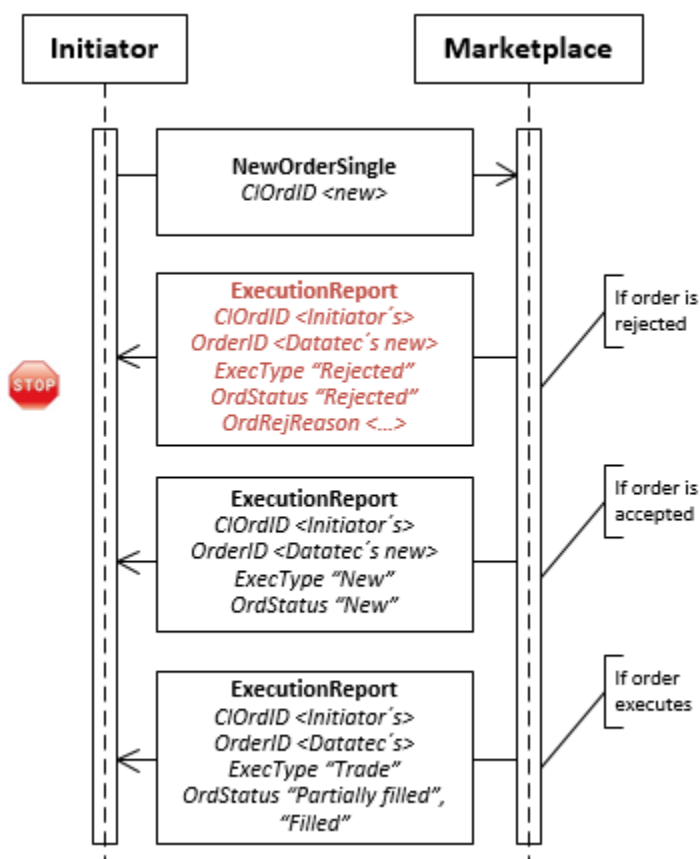 Initiator
Marketplace
NewOrderSingle
ClOrdID <new>
ExecutionReport
ClOrdID <Initiator´s>
OrderID <Datatec´s new>
ExecType “Rejected”
OrdStatus “Rejected”
OrdRejReason <...>
If order is
rejected
STOP
ExecutionReport
ClOrdID <Initiator´s>
OrderID <Datatec´s new>
ExecType “New”
OrdStatus “New”
If order is
accepted
ExecutionReport
ClOrdID <Initiator´s>
OrderID <Datatec´s>
ExecType “Trade”
OrdStatus “Partially filled”,
“Filled”
If order
executes